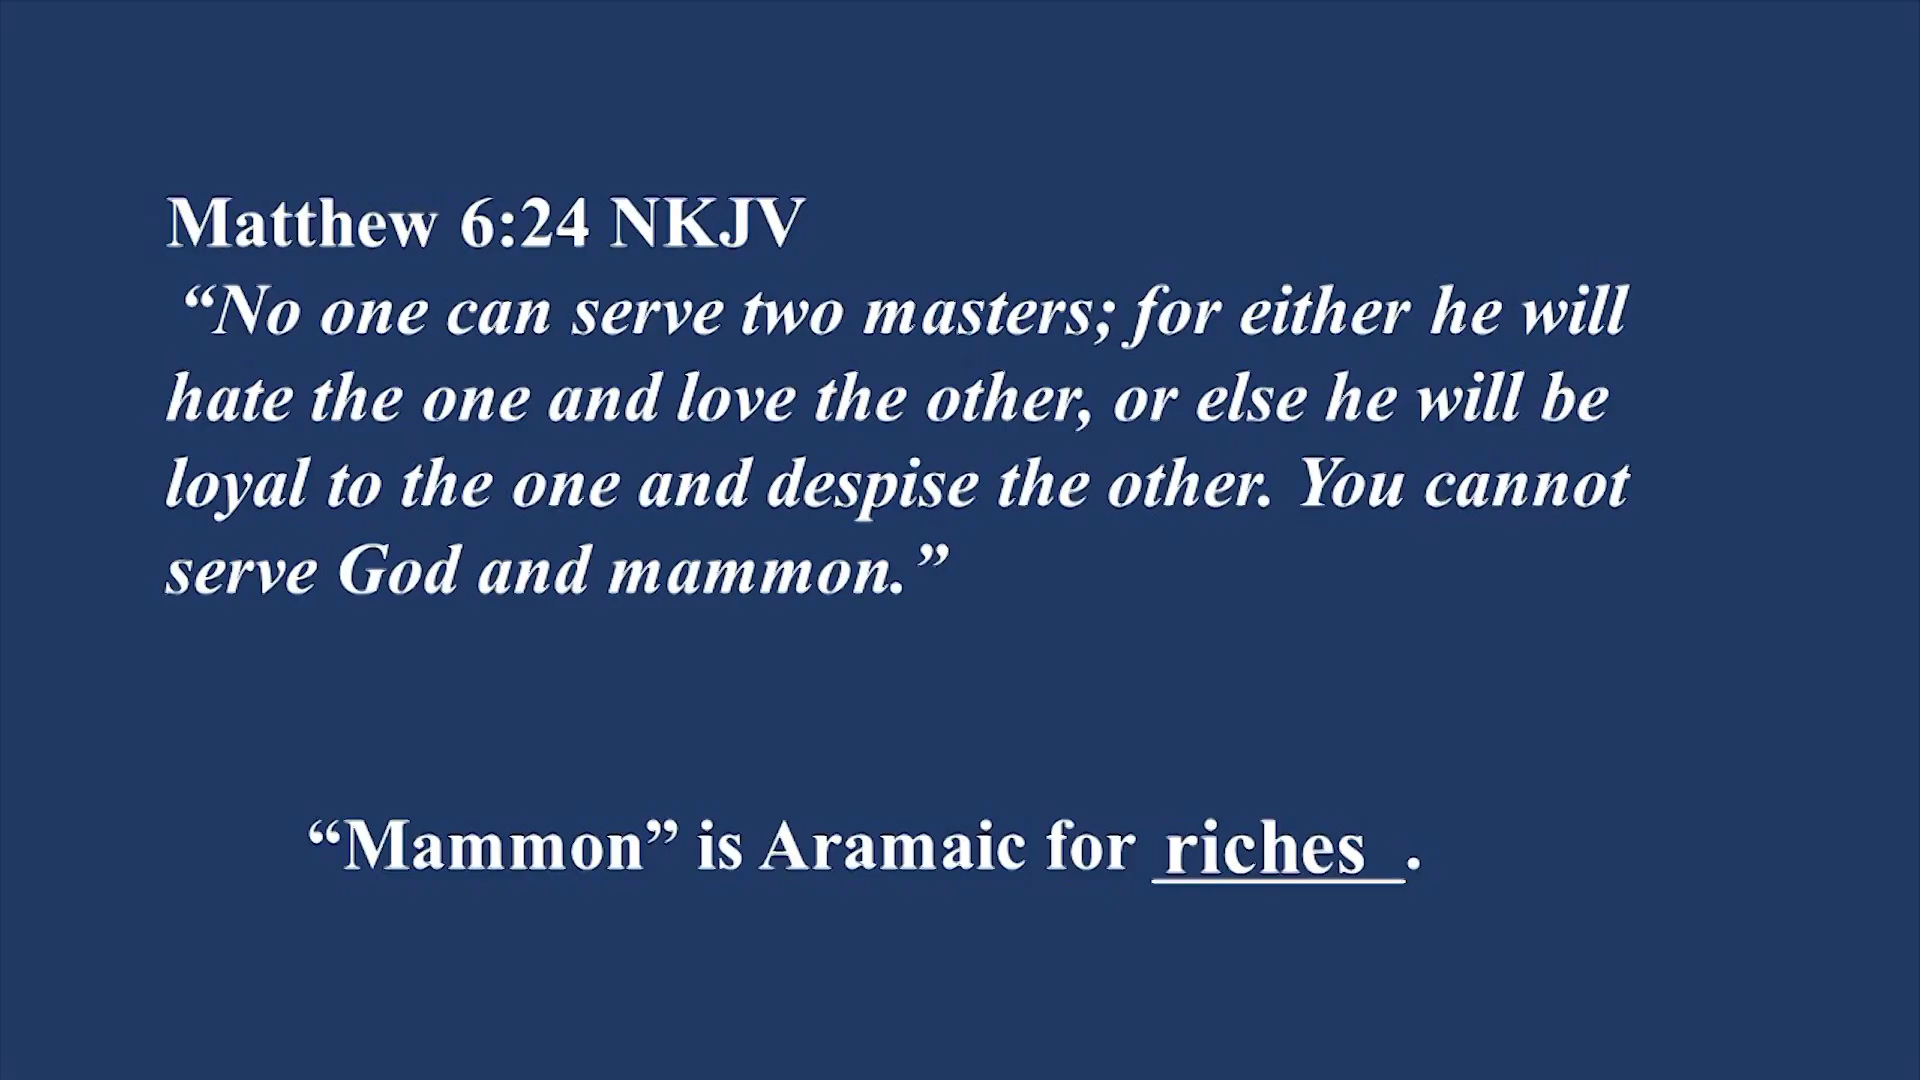 Matthew 6:24 NKJV
“No one can serve two masters; for either he will
hate the one and love the other, or else he will be
loyal to the one and despise the other. You cannot
serve God and mammon.”
“Mammon” is Aramaic for riches.